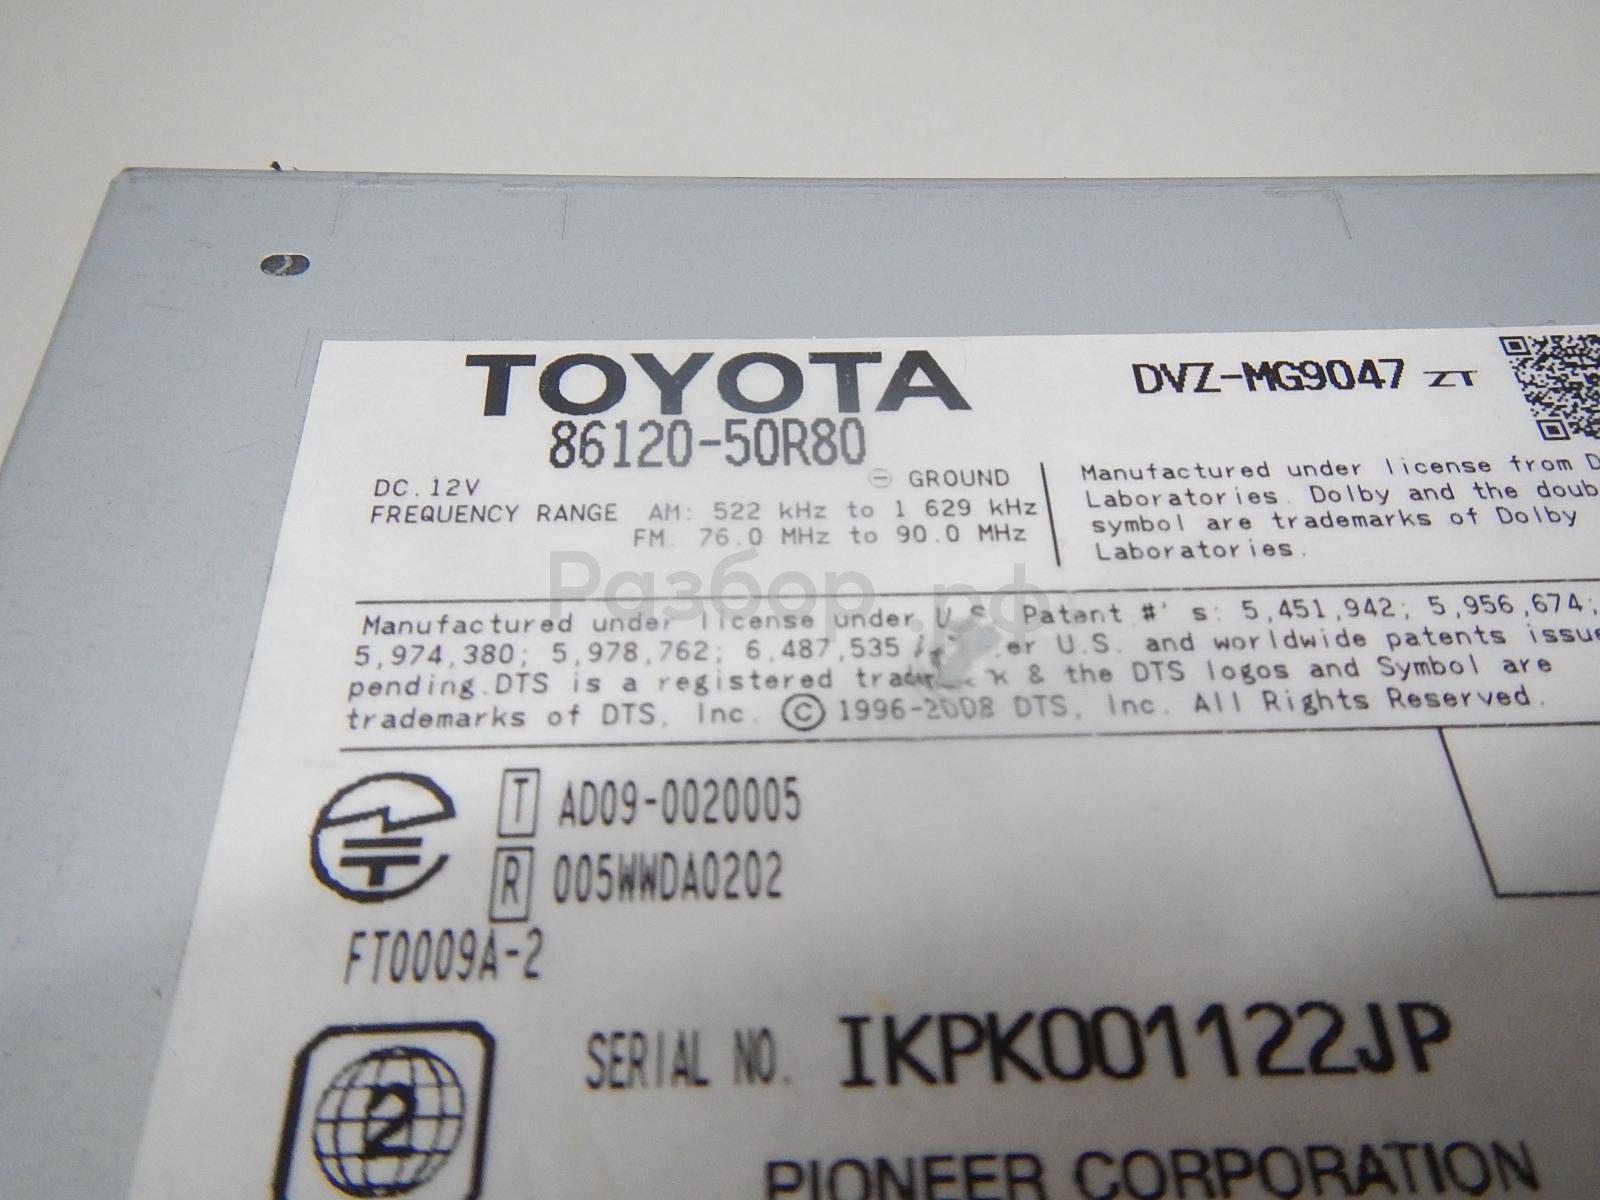 TOYOTA
DVZ-MG9047 ZT
86120-50R80
DC.12V
⊖ GROUND
FREQUENCY RANGE AM: 522 kHz to 1 629 kHz
FM: 76.0 MHz to 90.0 MHz
Manufactured under license from
Laboratories. Dolby and the
symbol are trademarks of Dolby
Laboratories.
Разбор.рф
Manufactured under license under U.S. Patent #' s: 5,451,942; 5,956,674;
5,974,380; 5,978,762; 6,487,535 U.S. and worldwide patents
pending.DTS is a registered & the DTS logos and Symbol are
trademarks of DTS, Inc. © 1996-2008 DTS, Inc. All Rights Reserved.
T AD09-0020005
R 005WWDA0202
FT0009A-2
SERIAL NO. IKPK001122JP
2
PIONEER CORPORATION